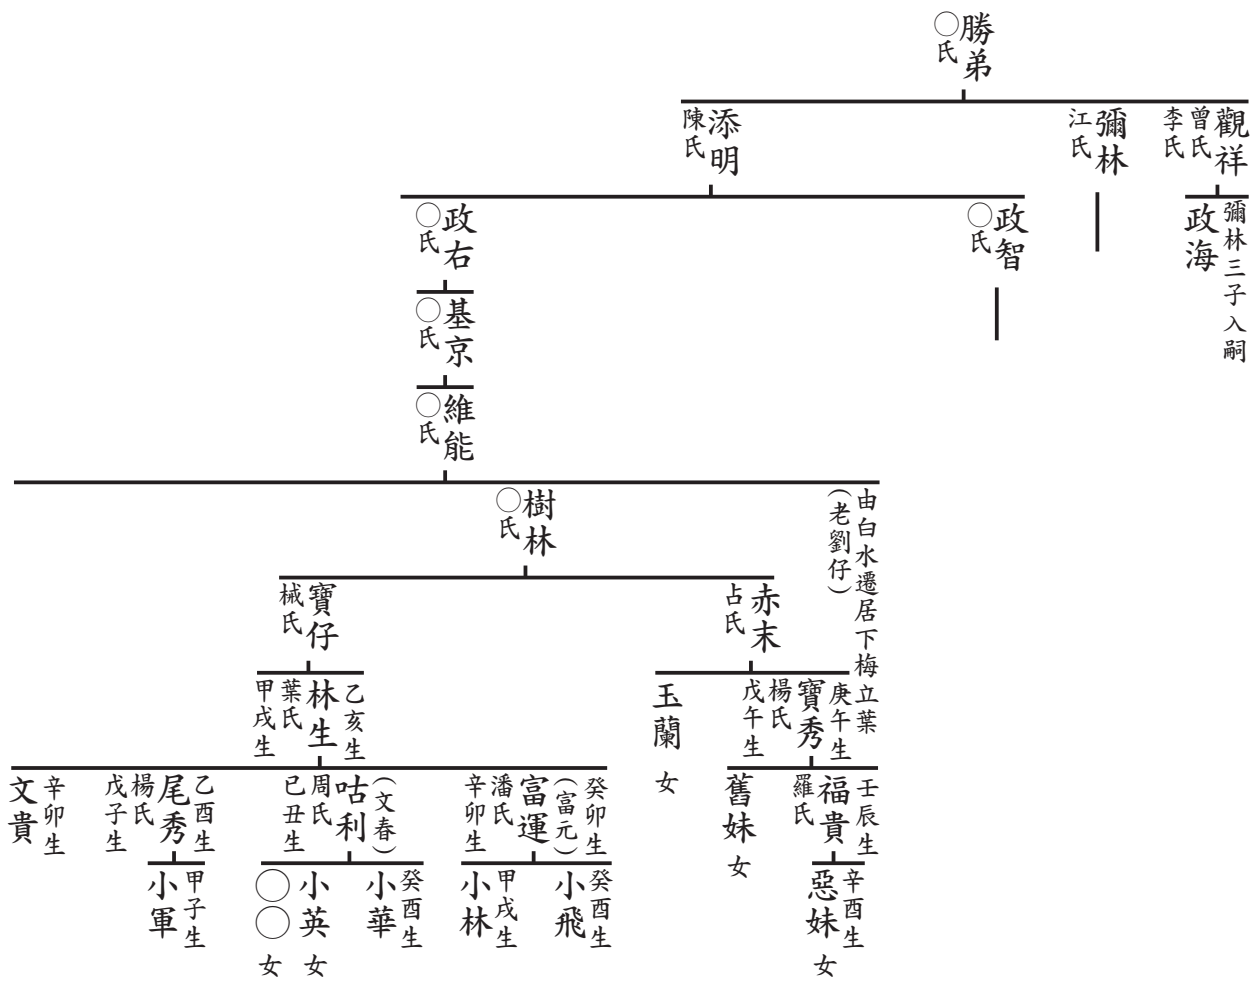 勝弟
○氏
觀祥
曾氏
李氏
彌林
江氏
添明
陳氏
彌林三子入嗣
政海
政智
○氏
政右
○氏
基京
○氏
維能
○氏
由白水遷居下梅立葉
(老劉仔)
樹林
○氏
赤末
占氏
寶仔
械氏
庚午生
寶秀
楊氏
戊午生
玉蘭 女
乙亥生
林生
葉氏
甲戌生
壬辰生
福貴
羅氏
舊妹 女
癸卯生
(富元)
富運
潘氏
辛卯生
(文春)
咕利
周氏
已丑生
乙酉生
尾秀
楊氏
戊子生
辛卯生
文貴
辛酉生
惡妹 女
癸酉生
小飛
甲戌生
小林
癸酉生
小華
小英 女
○○ 女
甲子生
小軍